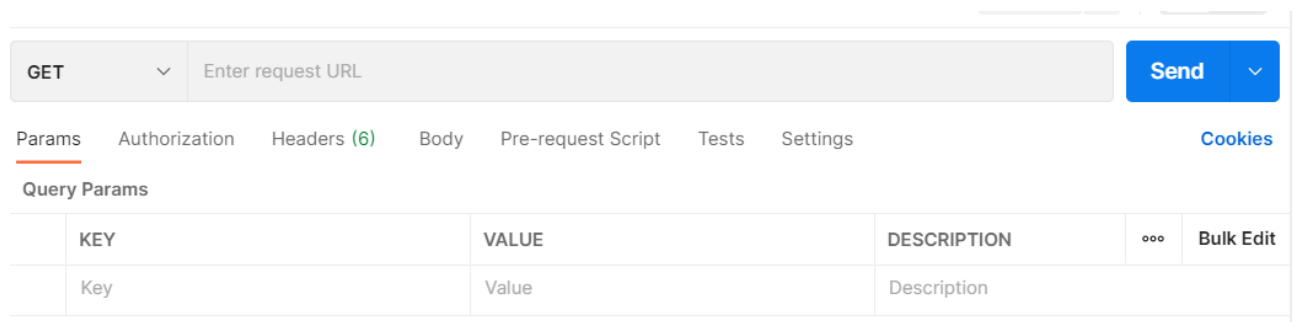 GET Enter request URL Send
Params Authorization Headers (6) Body Pre-request Script Tests Settings Cookies
Query Params
KEY VALUE DESCRIPTION ooo Bulk Edit
Key Value Description